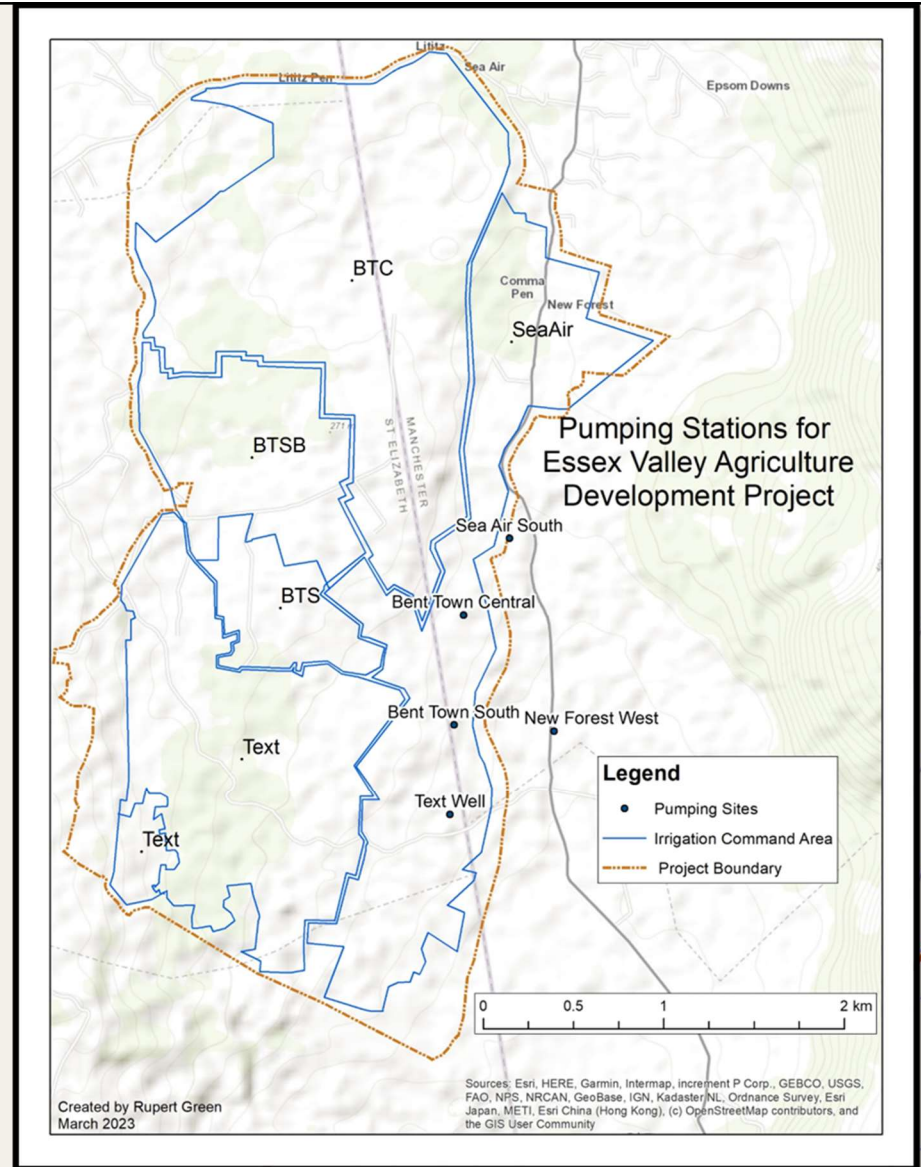 Lititz
Sea Air
Lititz Pen
Epsom Downs
BTC
Comma
Pen
New Forest
SeaAir
271 m
BTSB
MANCHESTER
ST ELIZABETH
Pumping Stations for
Essex Valley Agriculture
Development Project
Sea Air South
BTS
Bent Town Central
Bent Town South
New Forest West
Text
Text Well
Text
Legend
Pumping Sites
Irrigation Command Area
Project Boundary
0 0.5 1 2 km
Sources: Esri, HERE, Garmin, Intermap, increment P Corp., GEBCO, USGS,
FAO, NPS, NRCAN, GeoBase, IGN, Kadaster NL, Ordnance Survey, Esri
Japan, METI, Esri China (Hong Kong), (c) OpenStreetMap contributors, and
the GIS User Community
Created by Rupert Green
March 2023